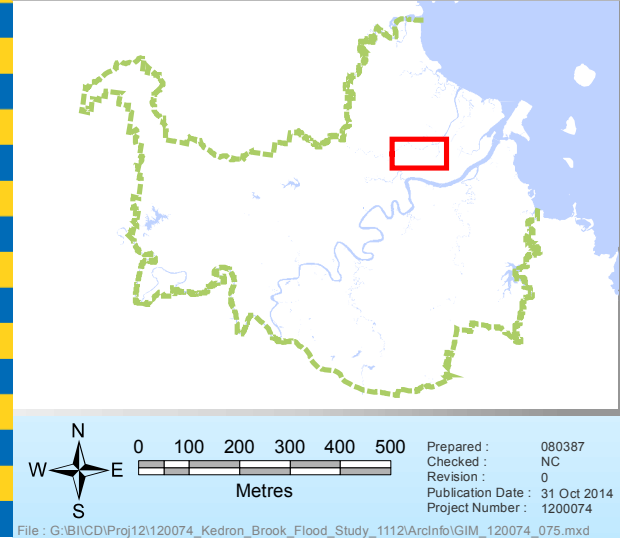 N
W E
S
0 100 200 300 400 500
Metres
Prepared : 080387
Checked : NC
Revision : 0
Publication Date : 31 Oct 2014
Project Number : 1200074
File : G:\BI\CD\Proj12\120074_Kedron_Brook_Flood_Study_1112\ArcInfo\GIM_120074_075.mxd